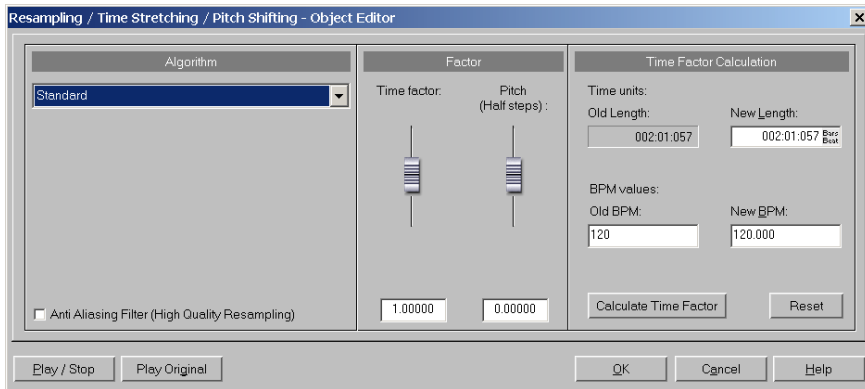 Resampling / Time Stretching / Pitch Shifting - Object Editor
Algorithm
Standard
Anti Aliasing Filter (High Quality Resampling)
Factor
Time factor:
Pitch
(Half steps) :
1.00000
0.00000
Time Factor Calculation
Time units:
Old Length:
New Length:
002:01:057
002:01:057 Bars Beat
BPM values:
Old BPM:
New BPM:
120
120.000
Calculate Time Factor
Reset
Play / Stop
Play Original
OK
Cancel
Help